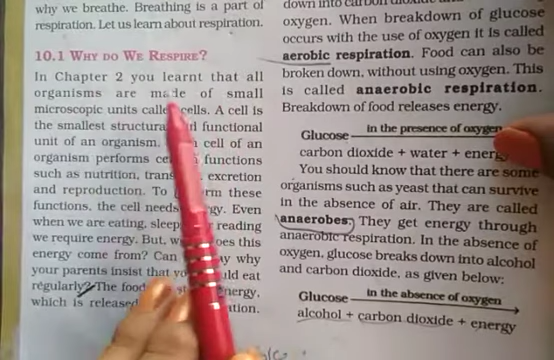 why we breathe. Breathing is a part of
respiration. Let us learn about respiration.
10.1 WHY DO WE RESPIRE?
In Chapter 2 you learnt that all
organisms are made of small
microscopic units cells. A cell is
the smallest functional
unit of an organism. cell of an
organism performs functions
such as nutrition, excretion
and reproduction. To these
functions, the cell needs Even
when we are eating, reading
we require energy. But, this
energy come from? Can why
your parents insist that eat
regularly? The food energy,
which is released
oxygen. When breakdown of glucose
occurs with the use of oxygen it is called
aerobic respiration. Food can also be
broken down, without using oxygen. This
is called anaerobic respiration.
Breakdown of food releases energy.
Glucose in the presence of oxygen
carbon dioxide + water +
You should know that there are some
organisms such as yeast that can survive
in the absence of air. They are called
anaerobes. They get energy through
anaerobic respiration. In the absence of
oxygen, glucose breaks down into alcohol
and carbon dioxide, as given below:
Glucose in the absence of oxygen
alcohol + carbon dioxide + energy